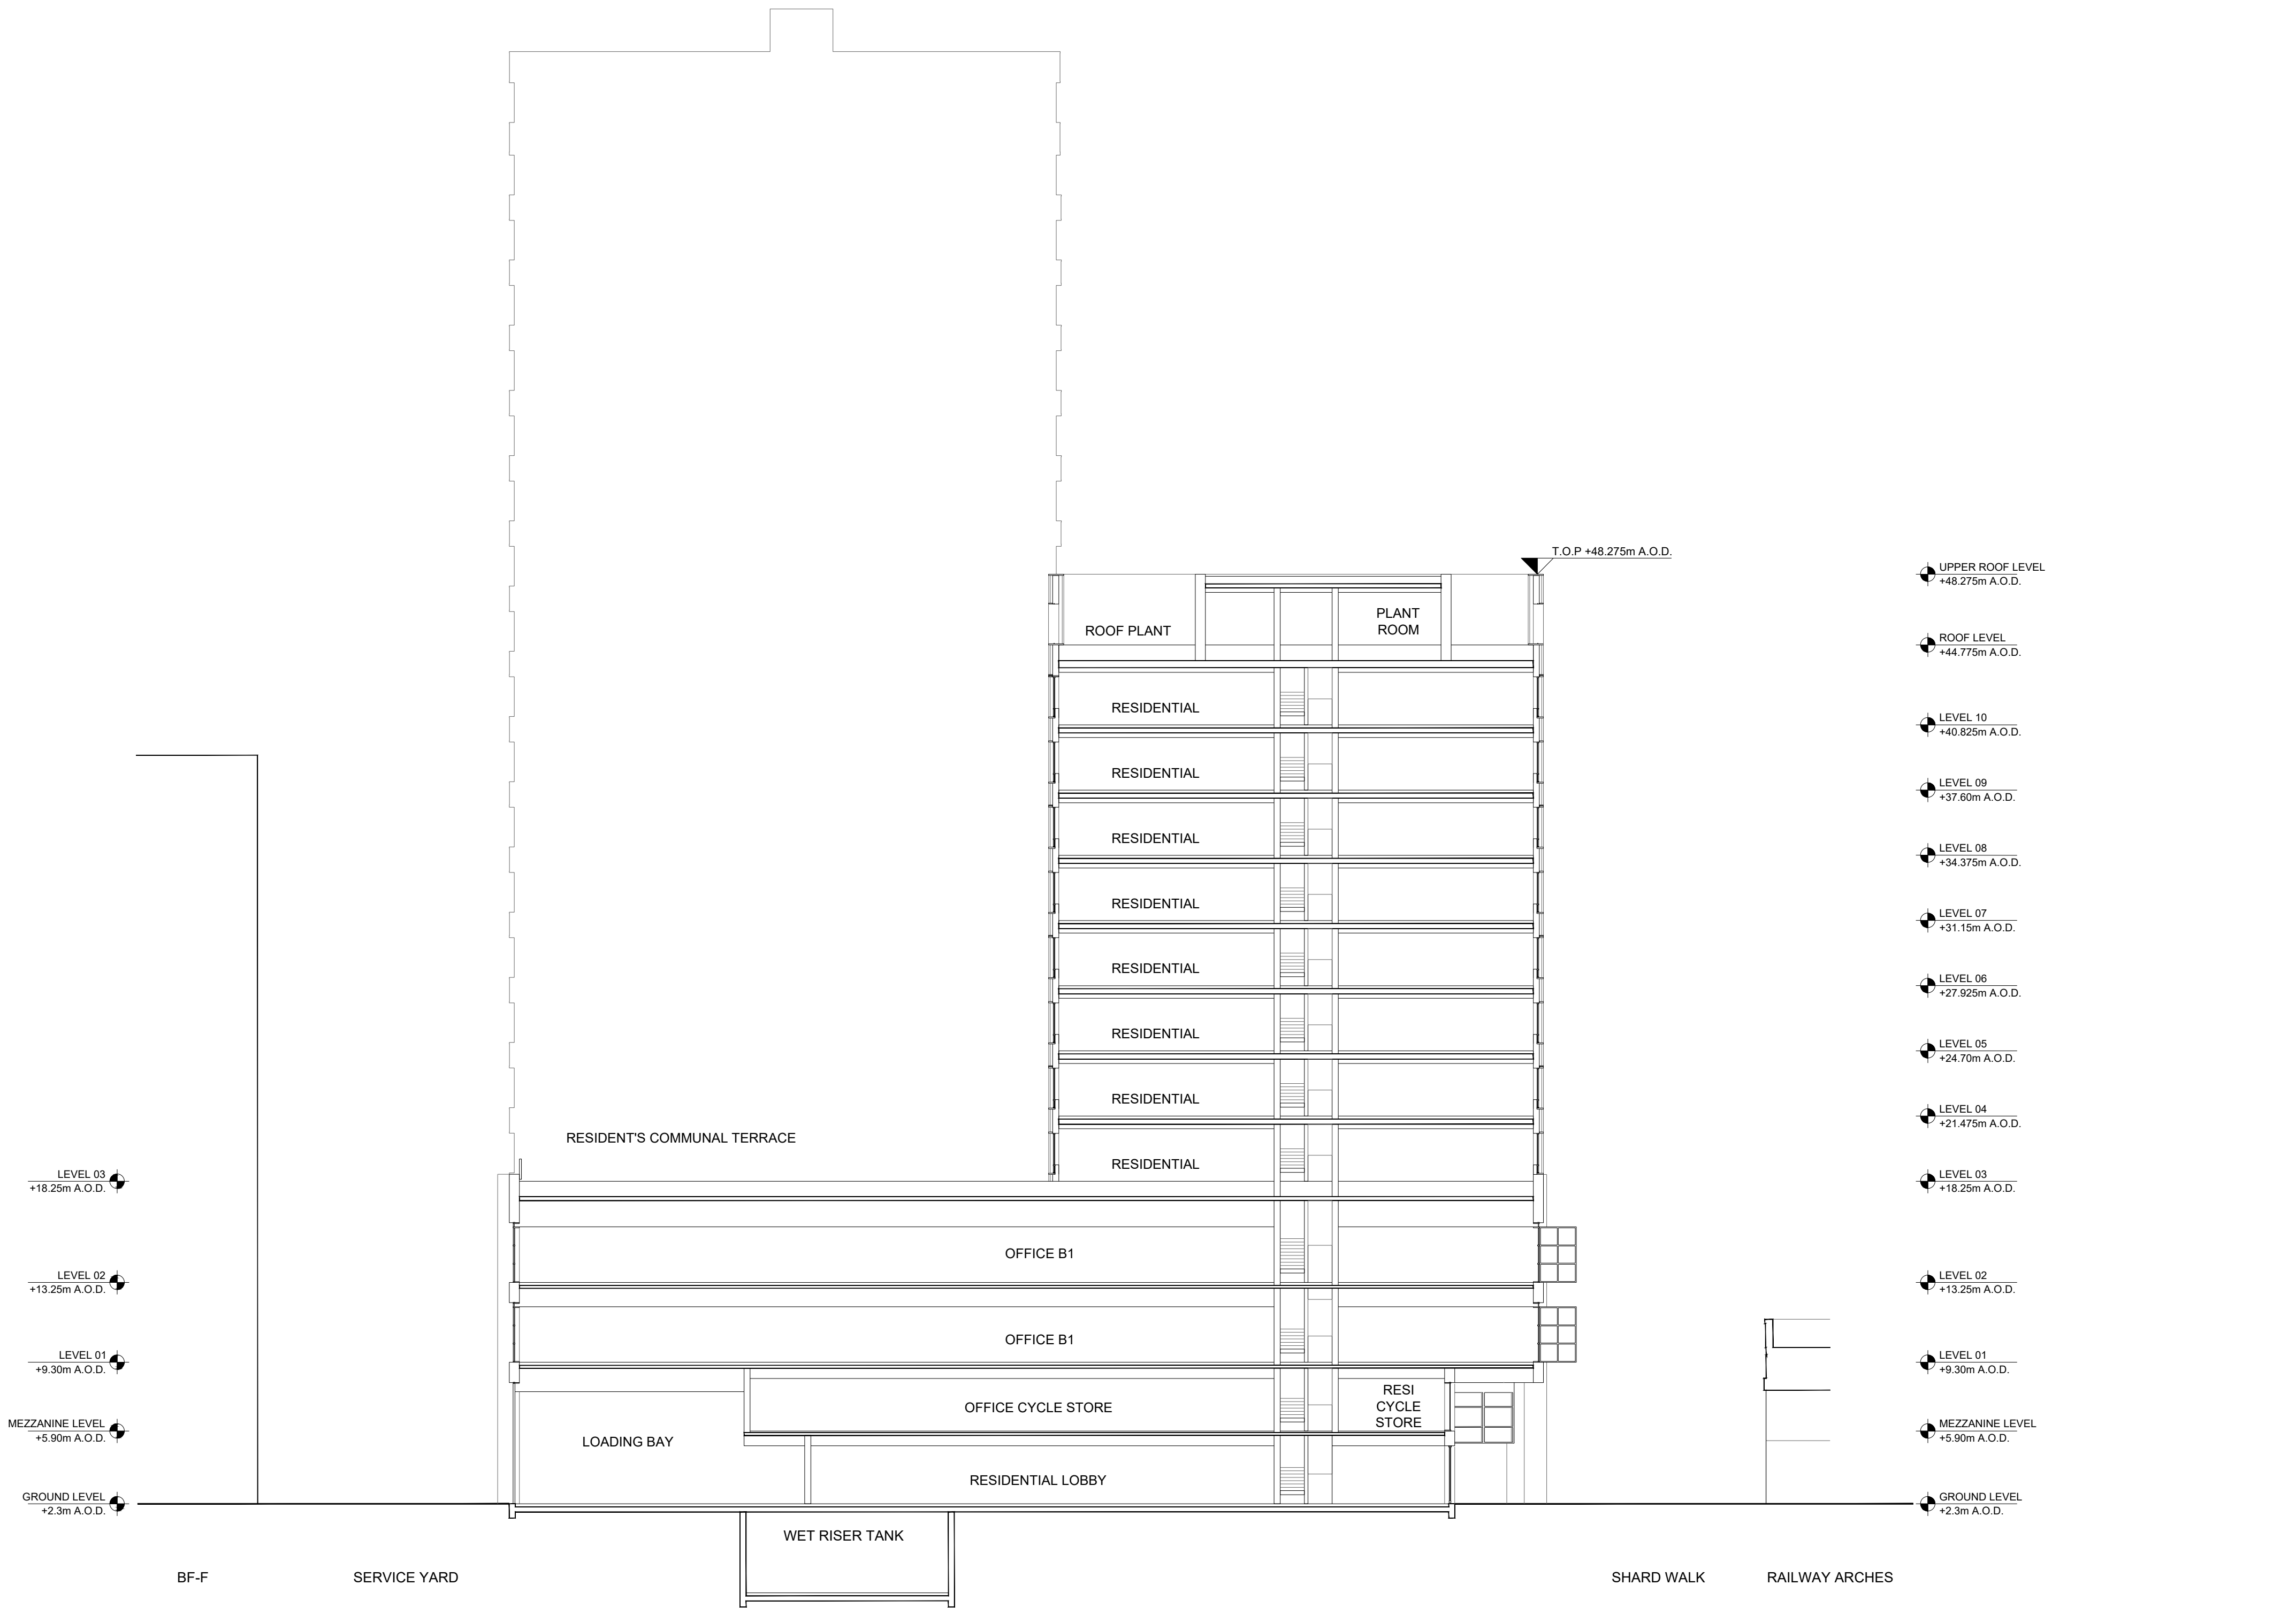 T.O.P +48.275m A.O.D.
UPPER ROOF LEVEL
+48.275m A.O.D.
PLANT
ROOM
ROOF PLANT
ROOF LEVEL
+44.775m A.O.D.
RESIDENTIAL
LEVEL 10
+40.825m A.O.D.
RESIDENTIAL
LEVEL 09
+37.60m A.O.D.
RESIDENTIAL
LEVEL 08
+34.375m A.O.D.
RESIDENTIAL
LEVEL 07
+31.15m A.O.D.
RESIDENTIAL
LEVEL 06
+27.925m A.O.D.
RESIDENTIAL
LEVEL 05
+24.70m A.O.D.
RESIDENTIAL
LEVEL 04
+21.475m A.O.D.
RESIDENT'S COMMUNAL TERRACE
RESIDENTIAL
LEVEL 03
+18.25m A.O.D.
LEVEL 03
+18.25m A.O.D.
OFFICE B1
LEVEL 02
+13.25m A.O.D.
LEVEL 02
+13.25m A.O.D.
OFFICE B1
LEVEL 01
+9.30m A.O.D.
LEVEL 01
+9.30m A.O.D.
RESI
CYCLE
STORE
OFFICE CYCLE STORE
MEZZANINE LEVEL
+5.90m A.O.D.
MEZZANINE LEVEL
+5.90m A.O.D.
LOADING BAY
RESIDENTIAL LOBBY
GROUND LEVEL
+2.3m A.O.D.
GROUND LEVEL
+2.3m A.O.D.
WET RISER TANK
BF-F
SERVICE YARD
SHARD WALK
RAILWAY ARCHES